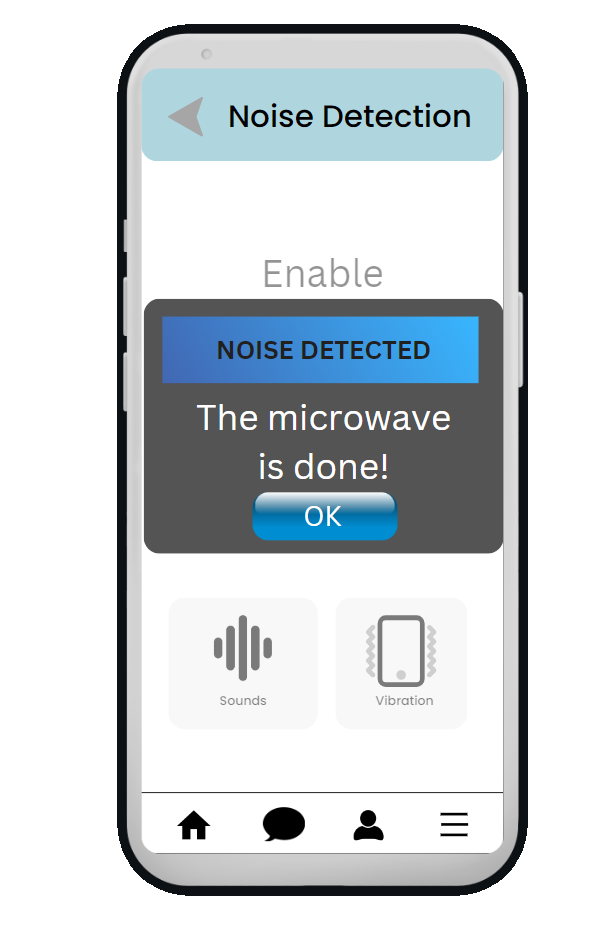 Noise Detection
Enable
NOISE DETECTED
The microwave
is done!
OK
Sounds
Vibration